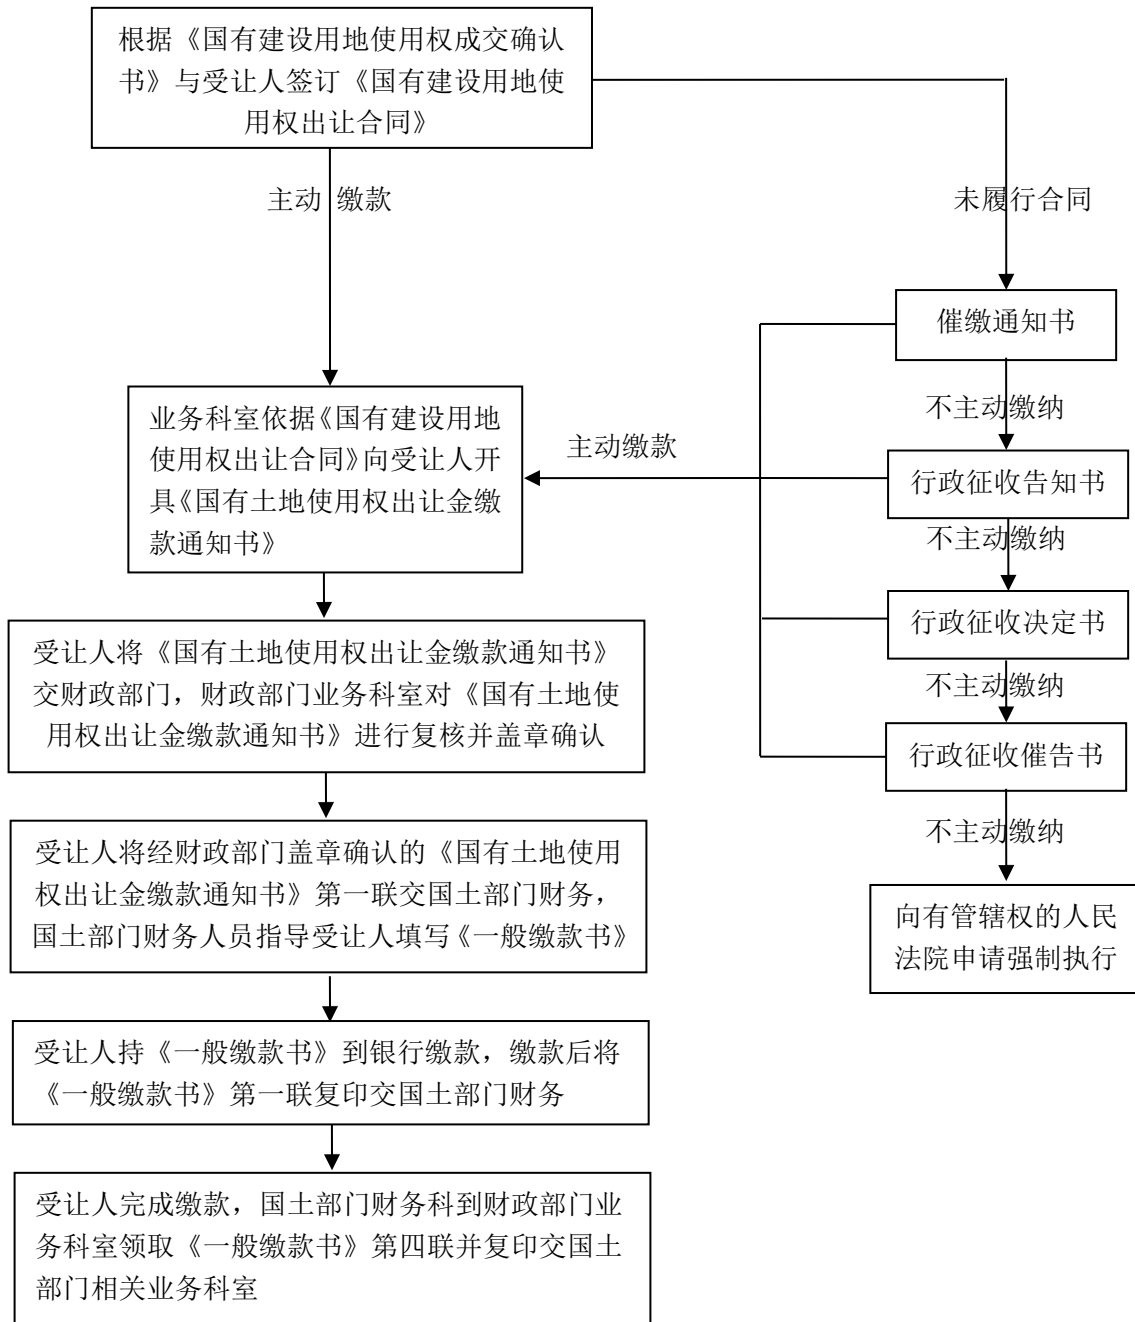 根据《国有建设用地使用权成交确认
书》与受让人签订《国有建设用地使
用权出让合同》
主动 缴款
未履行合同
催缴通知书
不主动缴纳
业务科室依据《国有建设用地
使用权出让合同》向受让人开
具《国有土地使用权出让金缴
款通知书》
主动缴款
行政征收告知书
不主动缴纳
行政征收决定书
不主动缴纳
行政征收催告书
不主动缴纳
向有管辖权的人民
法院申请强制执行
受让人将《国有土地使用权出让金缴款通知书》
交财政部门，财政部门业务科室对《国有土地使
用权出让金缴款通知书》进行复核并盖章确认
受让人将经财政部门盖章确认的《国有土地使用
权出让金缴款通知书》第一联交国土部门财务，
国土部门财务人员指导受让人填写《一般缴款书》
受让人持《一般缴款书》到银行缴款，缴款后将
《一般缴款书》第一联复印交国土部门财务
受让人完成缴款，国土部门财务科到财政部门业
务科室领取《一般缴款书》第四联并复印交国土
部门相关业务科室